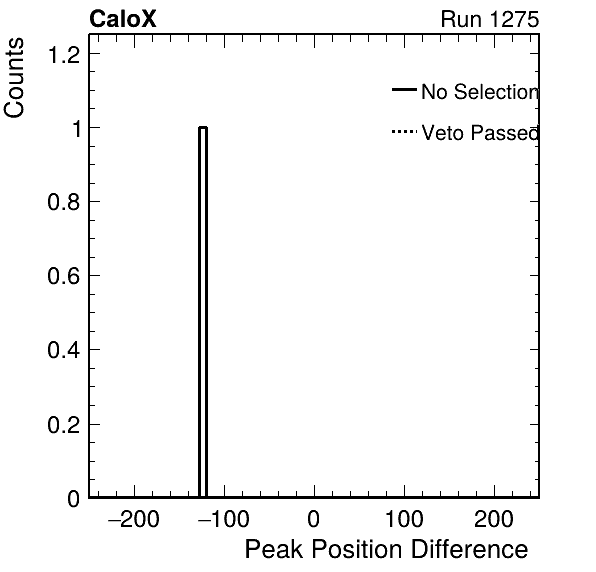 CaloX Run 1275
Counts
1.2
1
0.8
0.6
0.4
0.2
0
No Selection
Veto Passed
−200 −100 0 100 200
Peak Position Difference